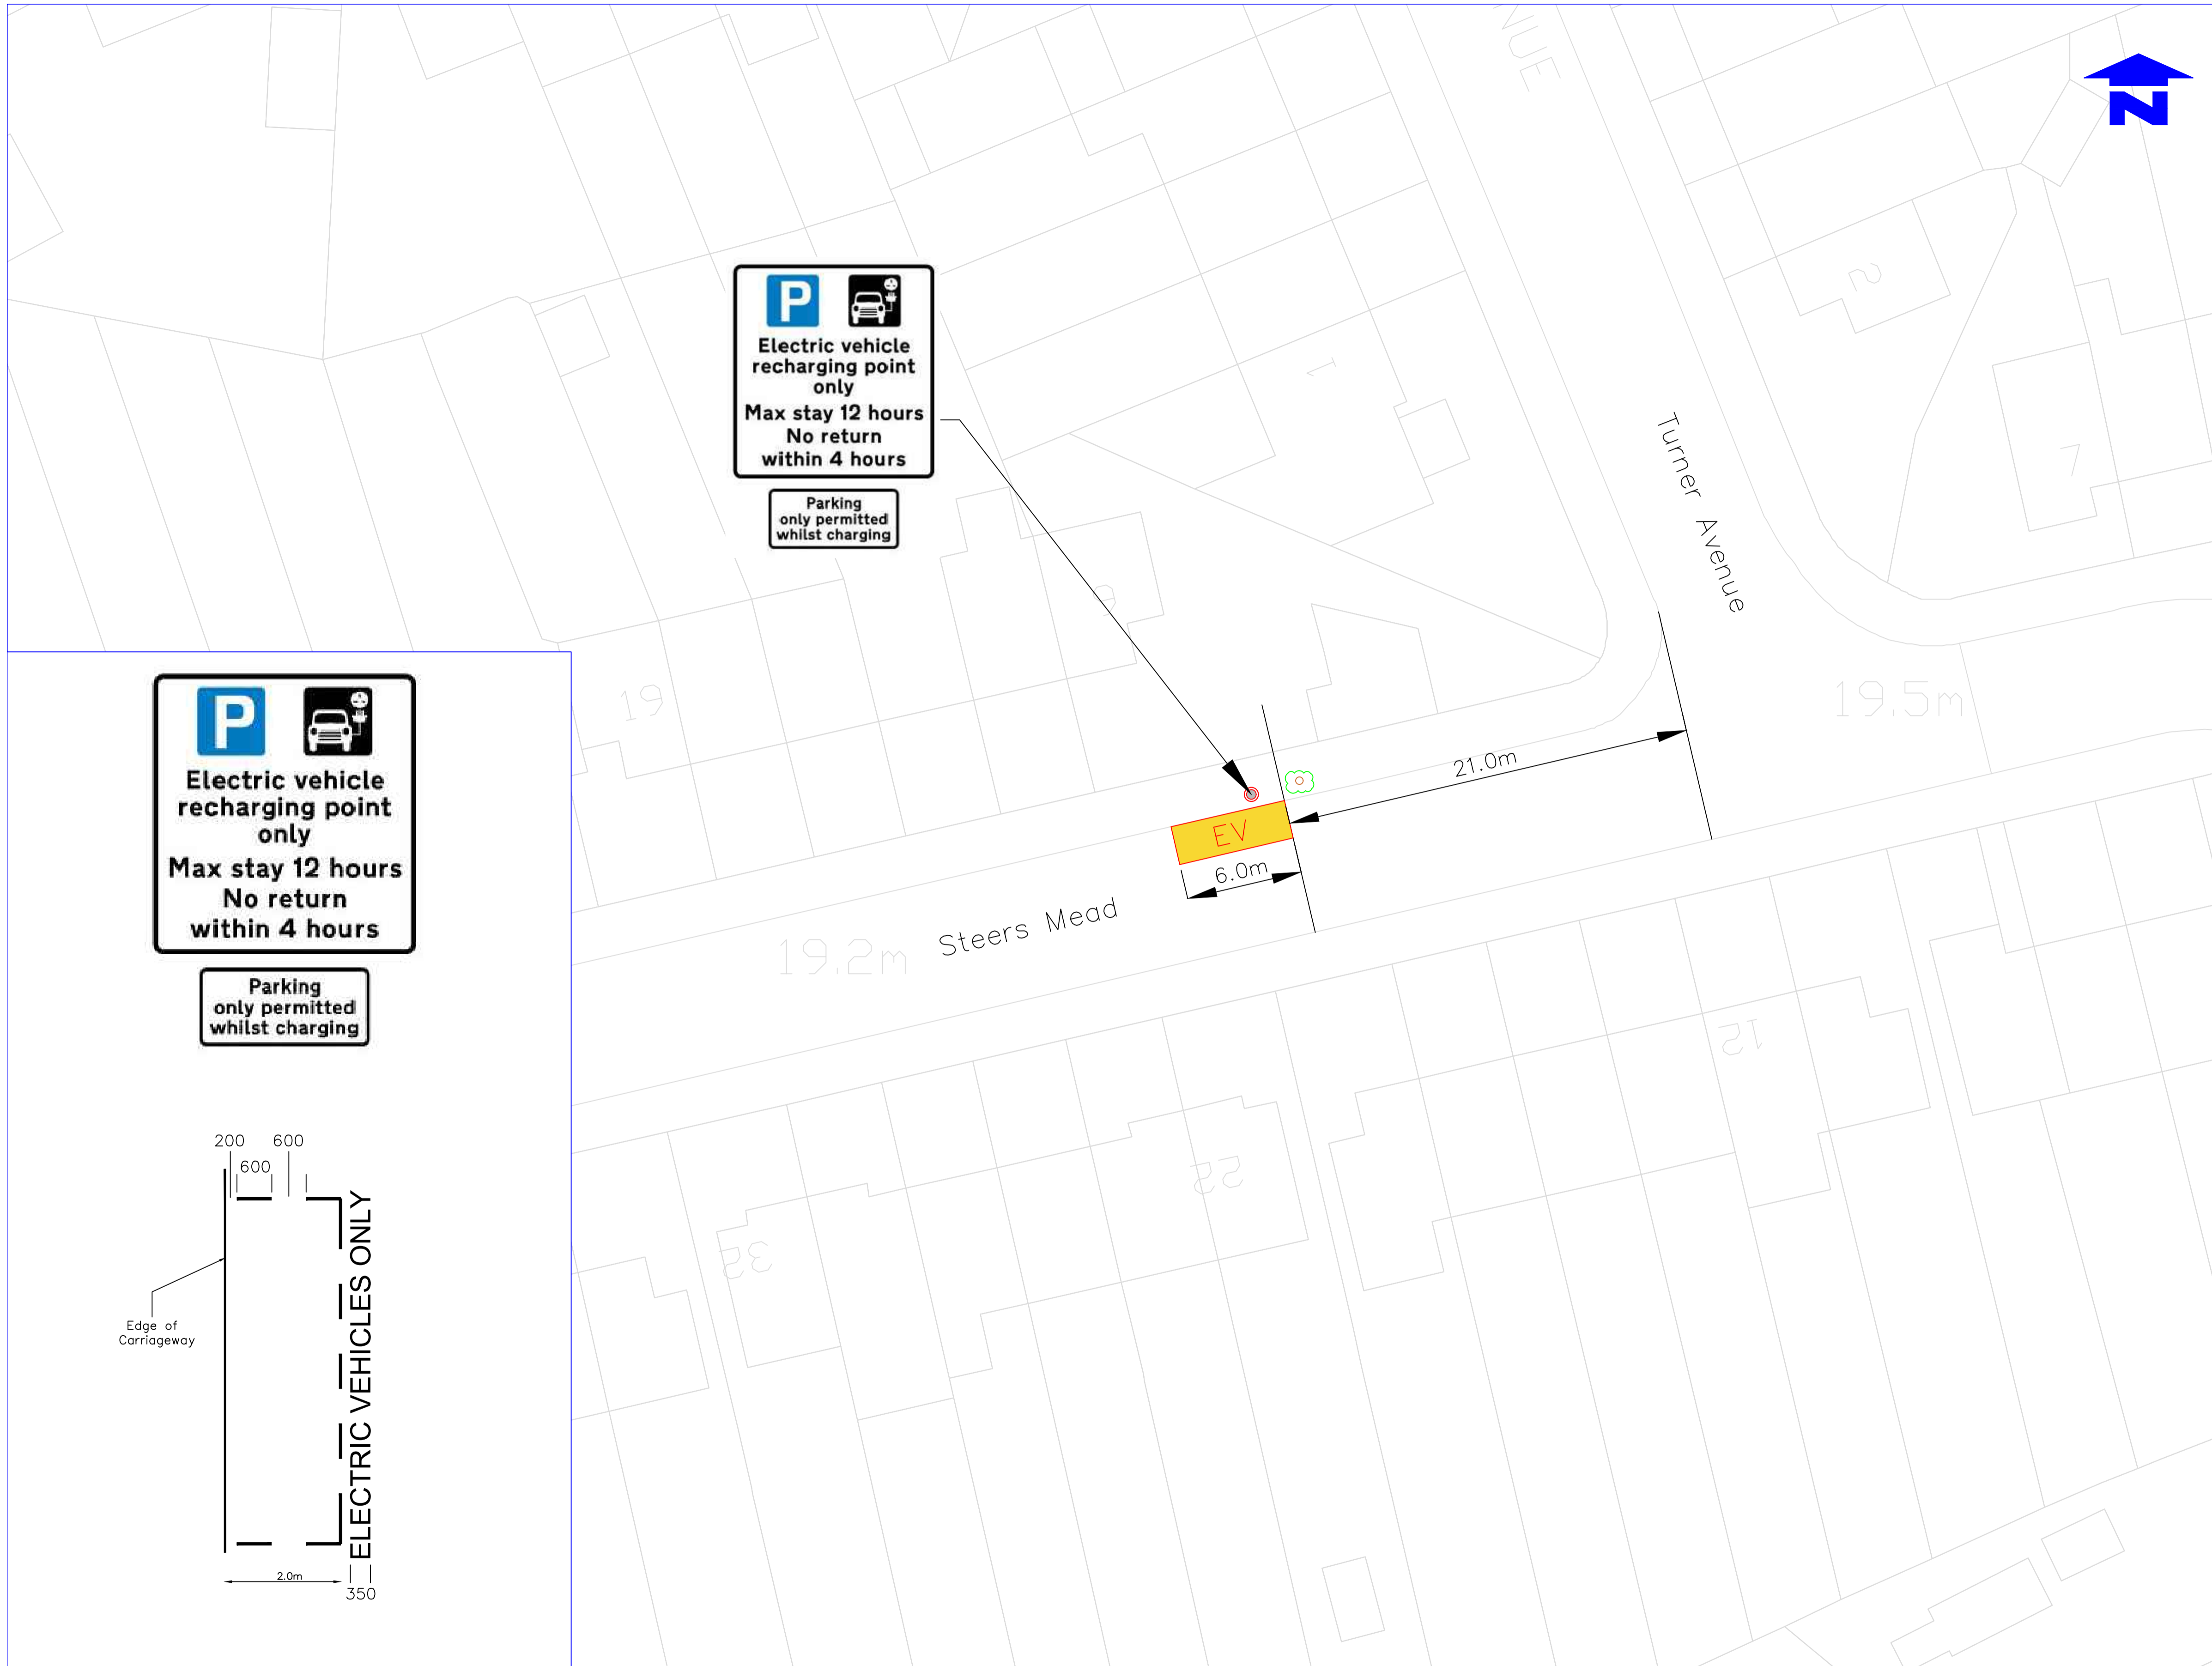 NUE
N
P
Electric vehicle
recharging point
only
Max stay 12 hours
No return
within 4 hours
Parking
only permitted
whilst charging
2
1
7
Turner Avenue
9
19
19.5m
21.0m
EV
6.0m
Steers Mead
19.2m
12
22
32
P
Electric vehicle
recharging point
only
Max stay 12 hours
No return
within 4 hours
Parking
only permitted
whilst charging
200 600
600
ELECTRIC VEHICLES ONLY
Edge of
Carriageway
2.0m
350